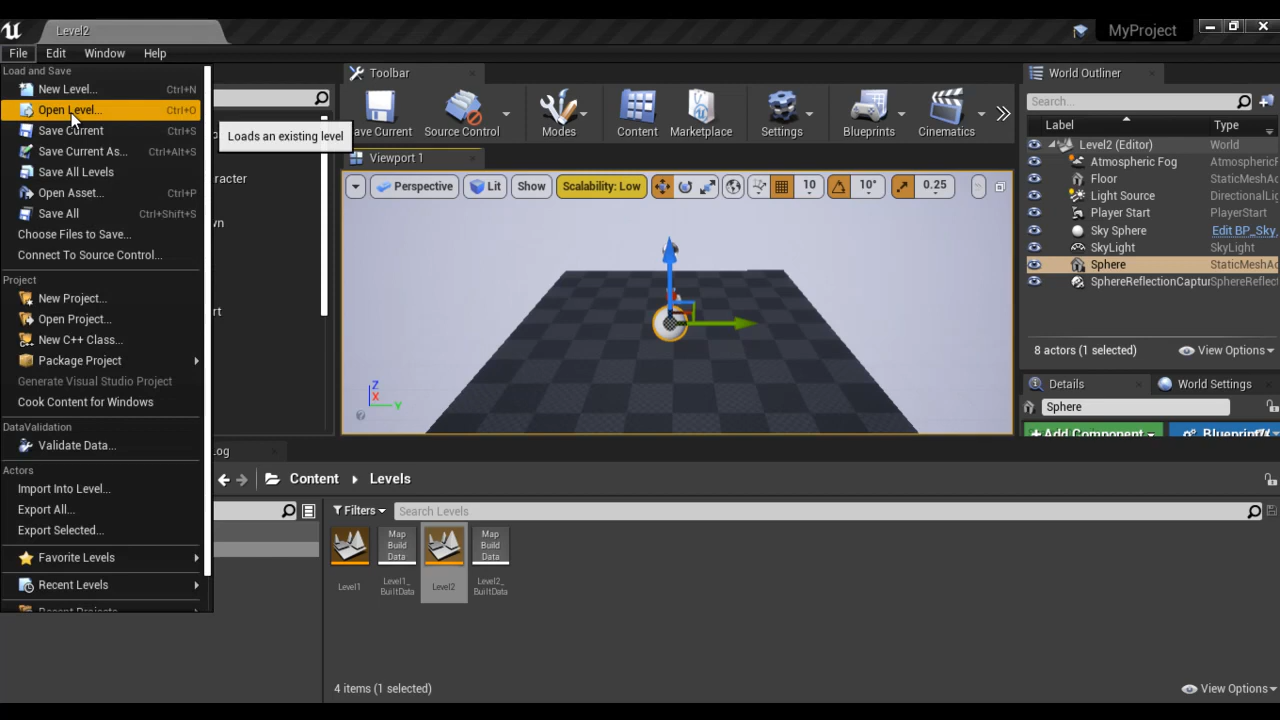 Level2
MyProject
File Edit Window Help
Load and Save
New Level... Ctrl+N
Open Level... Ctrl+O
Save Current Ctrl+S
Save Current As... Ctrl+Alt+S
Save All Levels
Open Asset... Ctrl+P
Save All Ctrl+Shift+S
Choose Files to Save...
Connect To Source Control...
Project
New Project...
Open Project...
New C++ Class...
Package Project
Generate Visual Studio Project
Cook Content for Windows
DataValidation
Validate Data...
Actors
Import Into Level...
Export All...
Export Selected...
Favorite Levels
Recent Levels
Recent Projects
Loads an existing level
Toolbar
ave Current Source Control Modes Content Marketplace Settings Blueprints Cinematics
Viewport 1
Perspective Lit Show Scalability: Low 10 10° 0.25
Z
X
Y
World Outliner
Search...
Label Type
Level2 (Editor) World
Atmospheric Fog Atmospheric
Floor StaticMeshAc
Light Source DirectionalLig
Player Start PlayerStart
Sky Sphere Edit BP_Sky.
SkyLight SkyLight
Sphere StaticMeshAc
SphereReflectionCaptur SphereReflect
8 actors (1 selected) View Options
Details World Settings
Sphere
+Add Component
og
Content Levels
Filters Search Levels
Map
Build
Data
Map
Build
Data
Level1
Level1_
BuiltData
Level2
Level2_
BuiltData
4 items (1 selected) View Options